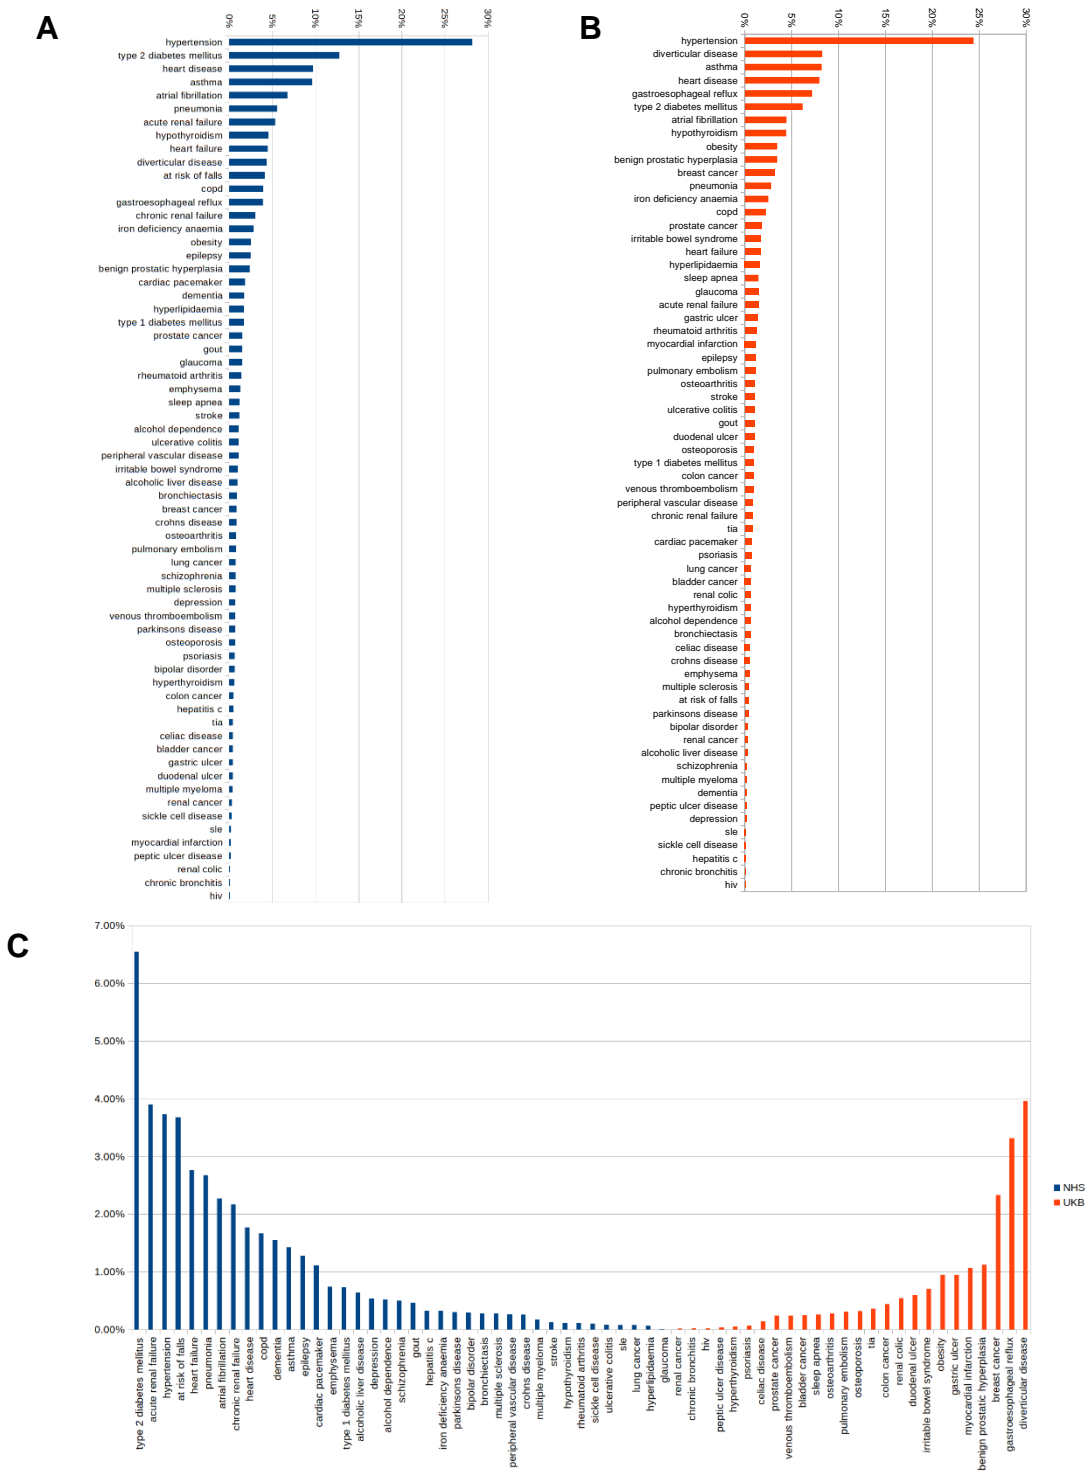 A
0%
5%
10%
15%
20%
25%
30%
hypertension
type 2 diabetes mellitus
heart disease
asthma
atrial fibrillation
pneumonia
acute renal failure
hypothyroidism
heart failure
diverticular disease
at risk of falls
copd
gastroesophageal reflux
chronic renal failure
iron deficiency anaemia
obesity
epilepsy
benign prostatic hyperplasia
cardiac pacemaker
dementia
hyperlipidaemia
type 1 diabetes mellitus
prostate cancer
gout
glaucoma
rheumatoid arthritis
emphysema
sleep apnea
stroke
alcohol dependence
ulcerative colitis
peripheral vascular disease
irritable bowel syndrome
alcoholic liver disease
bronchiectasis
breast cancer
crohns disease
osteoarthritis
pulmonary embolism
lung cancer
schizophrenia
multiple sclerosis
depression
venous thromboembolism
parkinsons disease
osteoporosis
psoriasis
bipolar disorder
hyperthyroidism
colon cancer
hepatitis c
tia
celiac disease
bladder cancer
gastric ulcer
duodenal ulcer
multiple myeloma
renal cancer
sickle cell disease
sle
myocardial infarction
peptic ulcer disease
renal colic
chronic bronchitis
hiv
B
0%
5%
10%
15%
20%
25%
30%
hypertension
diverticular disease
asthma
heart disease
gastroesophageal reflux
type 2 diabetes mellitus
atrial fibrillation
hypothyroidism
obesity
benign prostatic hyperplasia
breast cancer
pneumonia
iron deficiency anaemia
copd
prostate cancer
irritable bowel syndrome
heart failure
hyperlipidaemia
sleep apnea
glaucoma
acute renal failure
gastric ulcer
rheumatoid arthritis
myocardial infarction
epilepsy
pulmonary embolism
osteoarthritis
stroke
ulcerative colitis
gout
duodenal ulcer
osteoporosis
type 1 diabetes mellitus
colon cancer
venous thromboembolism
peripheral vascular disease
chronic renal failure
tia
cardiac pacemaker
psoriasis
lung cancer
bladder cancer
renal colic
hyperthyroidism
alcohol dependence
bronchiectasis
celiac disease
crohns disease
emphysema
multiple sclerosis
at risk of falls
parkinsons disease
bipolar disorder
renal cancer
alcoholic liver disease
schizophrenia
multiple myeloma
dementia
peptic ulcer disease
depression
sle
sickle cell disease
hepatitis c
chronic bronchitis
hiv
C
7.00%
6.00%
5.00%
4.00%
3.00%
2.00%
1.00%
0.00%
type 2 diabetes mellitus
acute renal failure
hypertension
at risk of falls
heart failure
pneumonia
atrial fibrillation
chronic renal failure
heart disease
copd
dementia
asthma
epilepsy
cardiac pacemaker
emphysema
type 1 diabetes mellitus
alcoholic liver disease
depression
alcohol dependence
schizophrenia
gout
hepatitis c
iron deficiency anaemia
parkinsons disease
bipolar disorder
bronchiectasis
multiple sclerosis
peripheral vascular disease
crohns disease
multiple myeloma
stroke
hypothyroidism
rheumatoid arthritis
sickle cell disease
ulcerative colitis
sle
lung cancer
hyperlipidaemia
glaucoma
renal cancer
chronic bronchitis
hiv
peptic ulcer disease
hyperthyroidism
psoriasis
celiac disease
prostate cancer
venous thromboembolism
bladder cancer
sleep apnea
osteoarthritis
pulmonary embolism
osteoporosis
tia
colon cancer
renal colic
duodenal ulcer
irritable bowel syndrome
obesity
gastric ulcer
myocardial infarction
benign prostatic hyperplasia
breast cancer
gastroesophageal reflux
diverticular disease
NHS
UKB